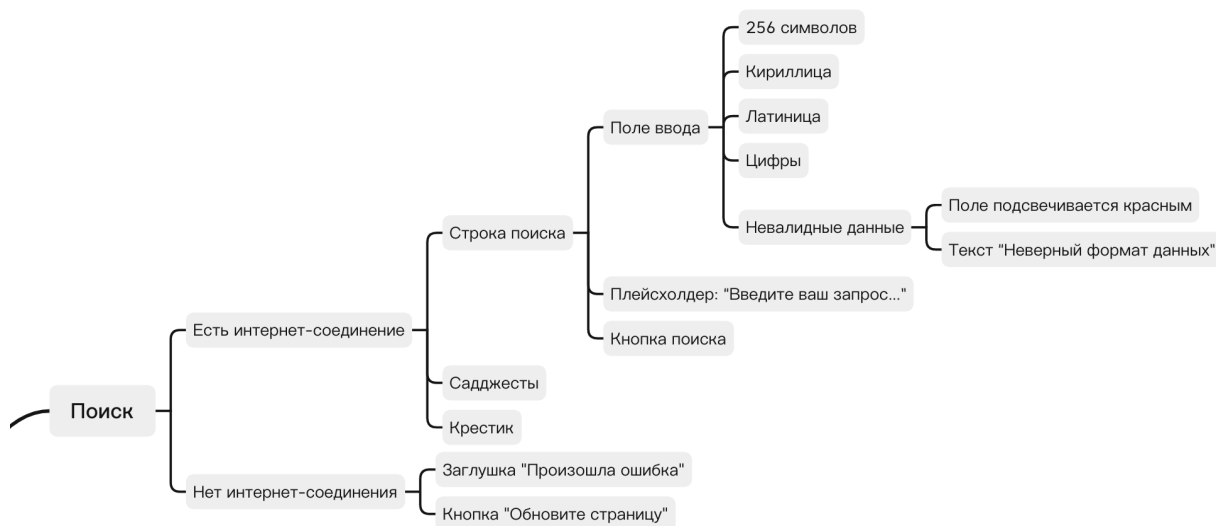 256 символов
Кириллица
Поле ввода
Латиница
Цифры
Поле подсвечивается красным
Строка поиска
Невалидные данные
Текст "Неверный формат данных"
Плейсхолдер: "Введите ваш запрос..."
Есть интернет-соединение
Кнопка поиска
Садджесты
Поиск
Крестик
Заглушка "Произошла ошибка"
Нет интернет-соединения
Кнопка "Обновите страницу"